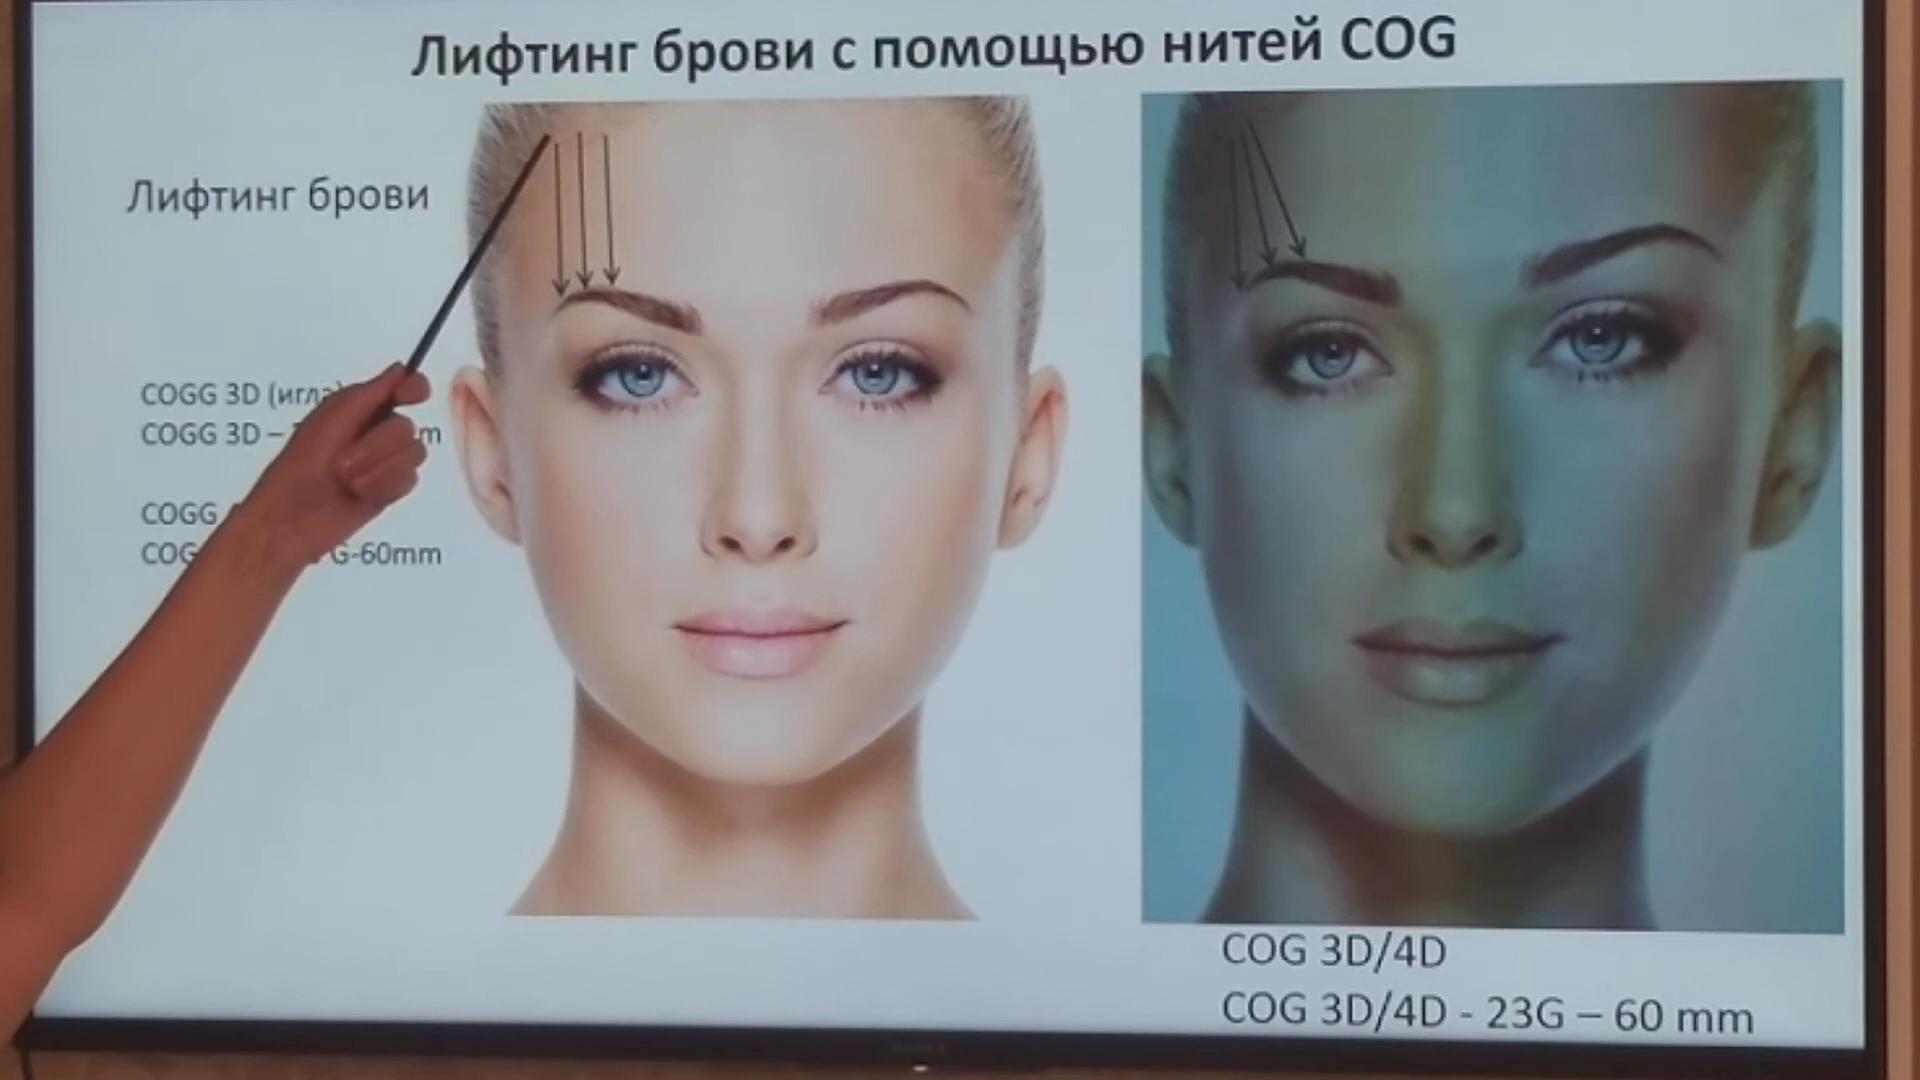 Лифтинг брови с помощью нитей COG
Лифтинг брови
COGG 3D (игла)
COGG 3D –
COGG
G-60mm
COG 3D/4D
COG 3D/4D - 23G – 60 mm